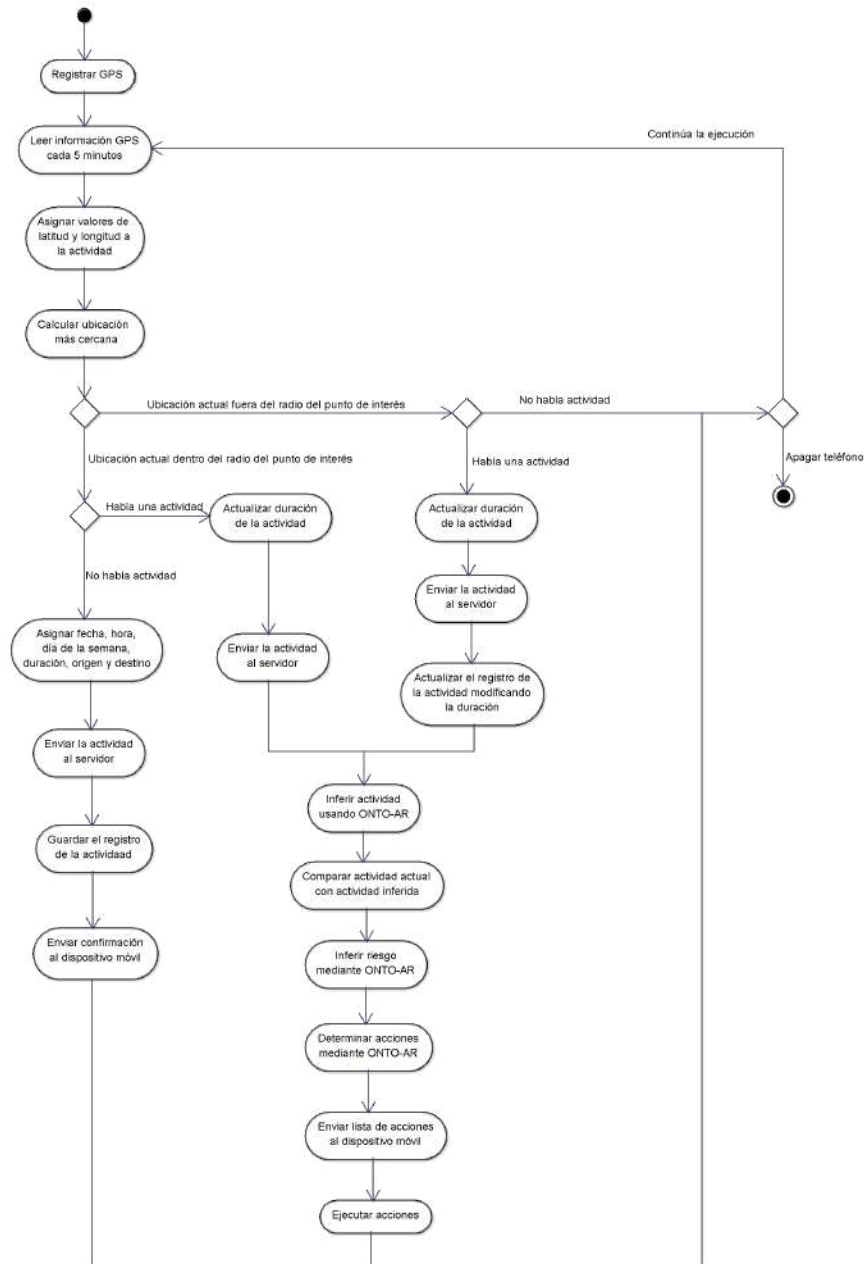 Registrar GPS
Leer información GPS
cada 5 minutos
Continúa la ejecución
Asignar valores de
latitud y longitud a
la actividad
Calcular ubicación
más cercana
Ubicación actual fuera del radio del punto de interés
No había actividad
Ubicación actual dentro del radio del punto de interés
Había una actividad
Apagar teléfono
Había una actividad
Actualizar duración
de la actividad
Actualizar duración
de la actividad
No había actividad
Enviar la actividad
al servidor
Asignar fecha, hora,
día de la semana,
duración, origen y destino
Enviar la actividad
al servidor
Actualizar el registro de
la actividad modificando
la duración
Enviar la actividad
al servidor
Inferir actividad
usando ONTO-AR
Guardar el registro
de la actividaad
Comparar actividad actual
con actividad inferida
Enviar confirmación
al dispositivo móvil
Inferir riesgo
mediante ONTO-AR
Determinar acciones
mediante ONTO-AR
Enviar lista de acciones
al dispositivo móvil
Ejecutar acciones